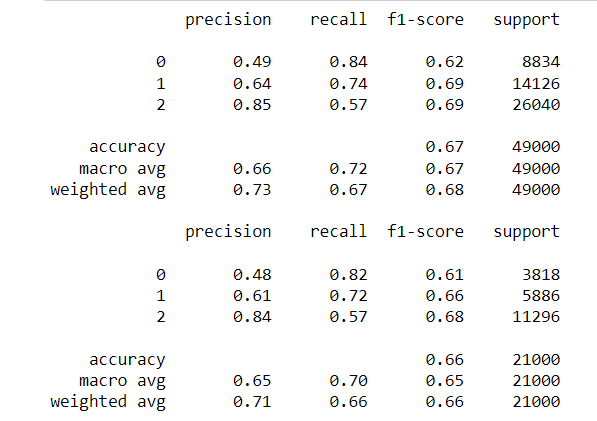 precision recall f1-score support
0 0.49 0.84 0.62 8834
1 0.64 0.74 0.69 14126
2 0.85 0.57 0.69 26040
accuracy 0.67 49000
macro avg 0.66 0.72 0.67 49000
weighted avg 0.73 0.67 0.68 49000
precision recall f1-score support
0 0.48 0.82 0.61 3818
1 0.61 0.72 0.66 5886
2 0.84 0.57 0.68 11296
accuracy 0.66 21000
macro avg 0.65 0.70 0.65 21000
weighted avg 0.71 0.66 0.66 21000